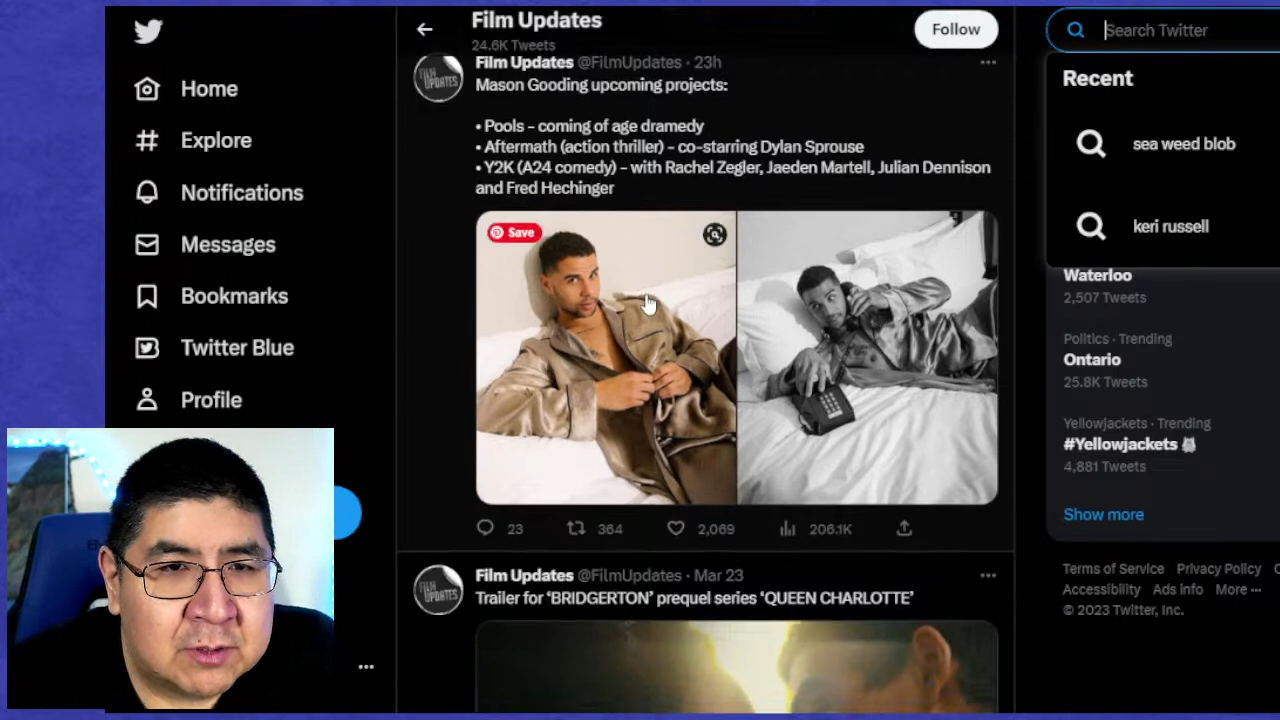 Home
Explore
Notifications
Messages
Bookmarks
Twitter Blue
Profile
Film Updates
24.6K Tweets
Follow
Film Updates @FilmUpdates · 23h
Mason Gooding upcoming projects:
• Pools – coming of age dramedy
• Aftermath (action thriller) – co-starring Dylan Sprouse
• Y2K (A24 comedy) – with Rachel Zegler, Jaeden Martell, Julian Dennison
and Fred Hechinger
FILM
UPDATES
Save
23
364
2,069
206.1K
Film Updates @FilmUpdates · Mar 23
Trailer for ‘BRIDGERTON’ prequel series ‘QUEEN CHARLOTTE’
FILM
UPDATES
Search Twitter
Recent
sea weed blob
keri russell
Waterloo
2,507 Tweets
Politics · Trending
Ontario
25.8K Tweets
Yellowjackets · Trending
#Yellowjackets
4,881 Tweets
Show more
Terms of Service Privacy Policy C
Accessibility Ads info More ···
© 2023 Twitter, Inc.